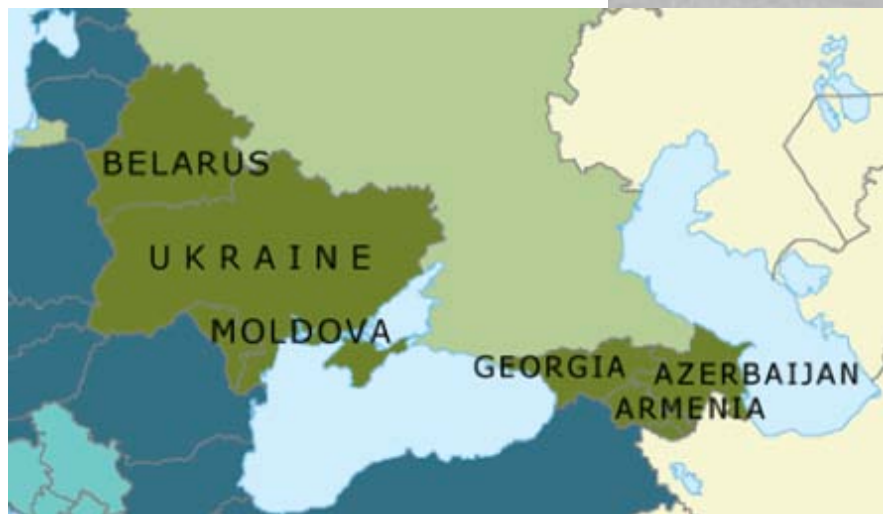 BELARUS
UKRAINE
MOLDOVA
GEORGIA
AZERBAIJAN
ARMENIA